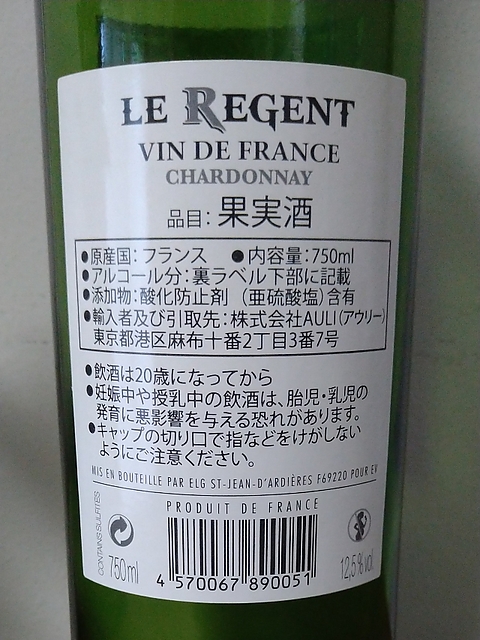 LE REGENT
VIN DE FRANCE
CHARDONNAY
品目：果実酒
●原産国：フランス ●内容量：750ml
●アルコール分：裏ラベル下部に記載
●添加物：酸化防止剤（亜硫酸塩）含有
●輸入者及び引取先：株式会社AULI（アウリー）
東京都港区麻布十番2丁目3番7号
●飲酒は20歳になってから
●妊娠中や授乳中の飲酒は、胎児・乳児の
発育に悪影響を与える恐れがあります。
●キャップの切り口で指などをけがしない
ようにご注意ください。
MIS EN BOUTEILLE PAR ELG ST-JEAN-D'ARDIÈRES F69220 POUR EV
PRODUIT DE FRANCE
CONTAINS SULFITES
750ml
4 570067 890051
12,5% vol.